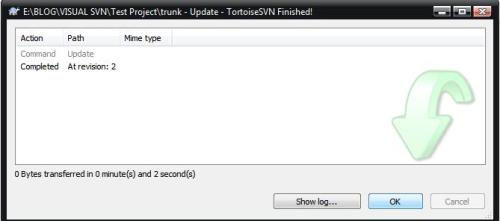 E:\BLOG\VISUAL SVN\Test Project\trunk - Update - TortoiseSVN Finished!
Action Path Mime type
Command Update
Completed At revision: 2
0 Bytes transferred in 0 minute(s) and 2 second(s)
Show log... OK Cancel